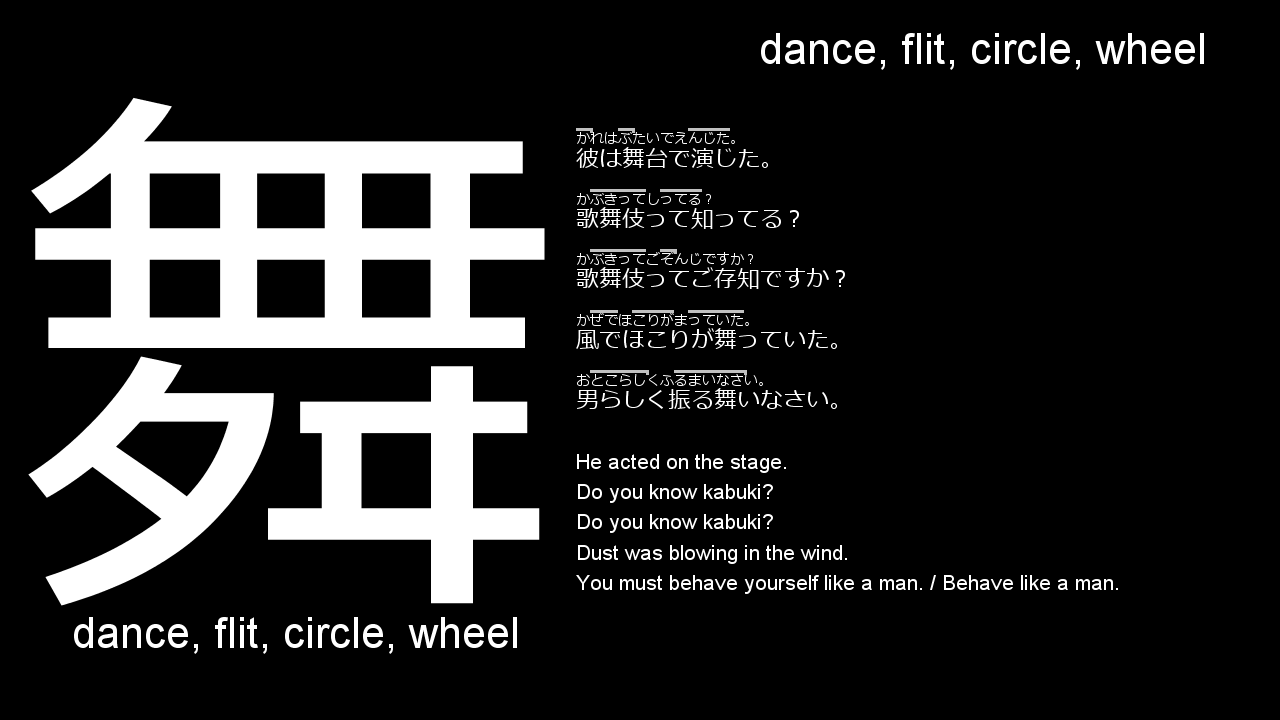 dance, flit, circle, wheel
舞
dance, flit, circle, wheel
かれはぶたいでえんじた。
彼は舞台で演じた。
かぶきってしってる？
歌舞伎って知ってる？
かぶきってごぞんじですか？
歌舞伎ってご存知ですか？
かぜでほこりがまっていた。
風でほこりが舞っていた。
おとこらしくふるまいなさい。
男らしく振る舞いなさい。
He acted on the stage.
Do you know kabuki?
Do you know kabuki?
Dust was blowing in the wind.
You must behave yourself like a man. / Behave like a man.